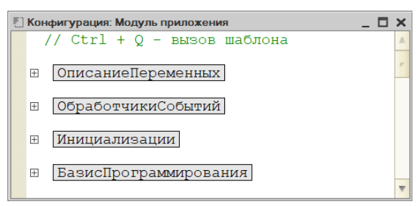 Конфигурация: Модуль приложения
// Ctrl + Q - вызов шаблона
ОписаниеПеременных
ОбработчикиСобытий
Инициализации
БазисПрограммирования